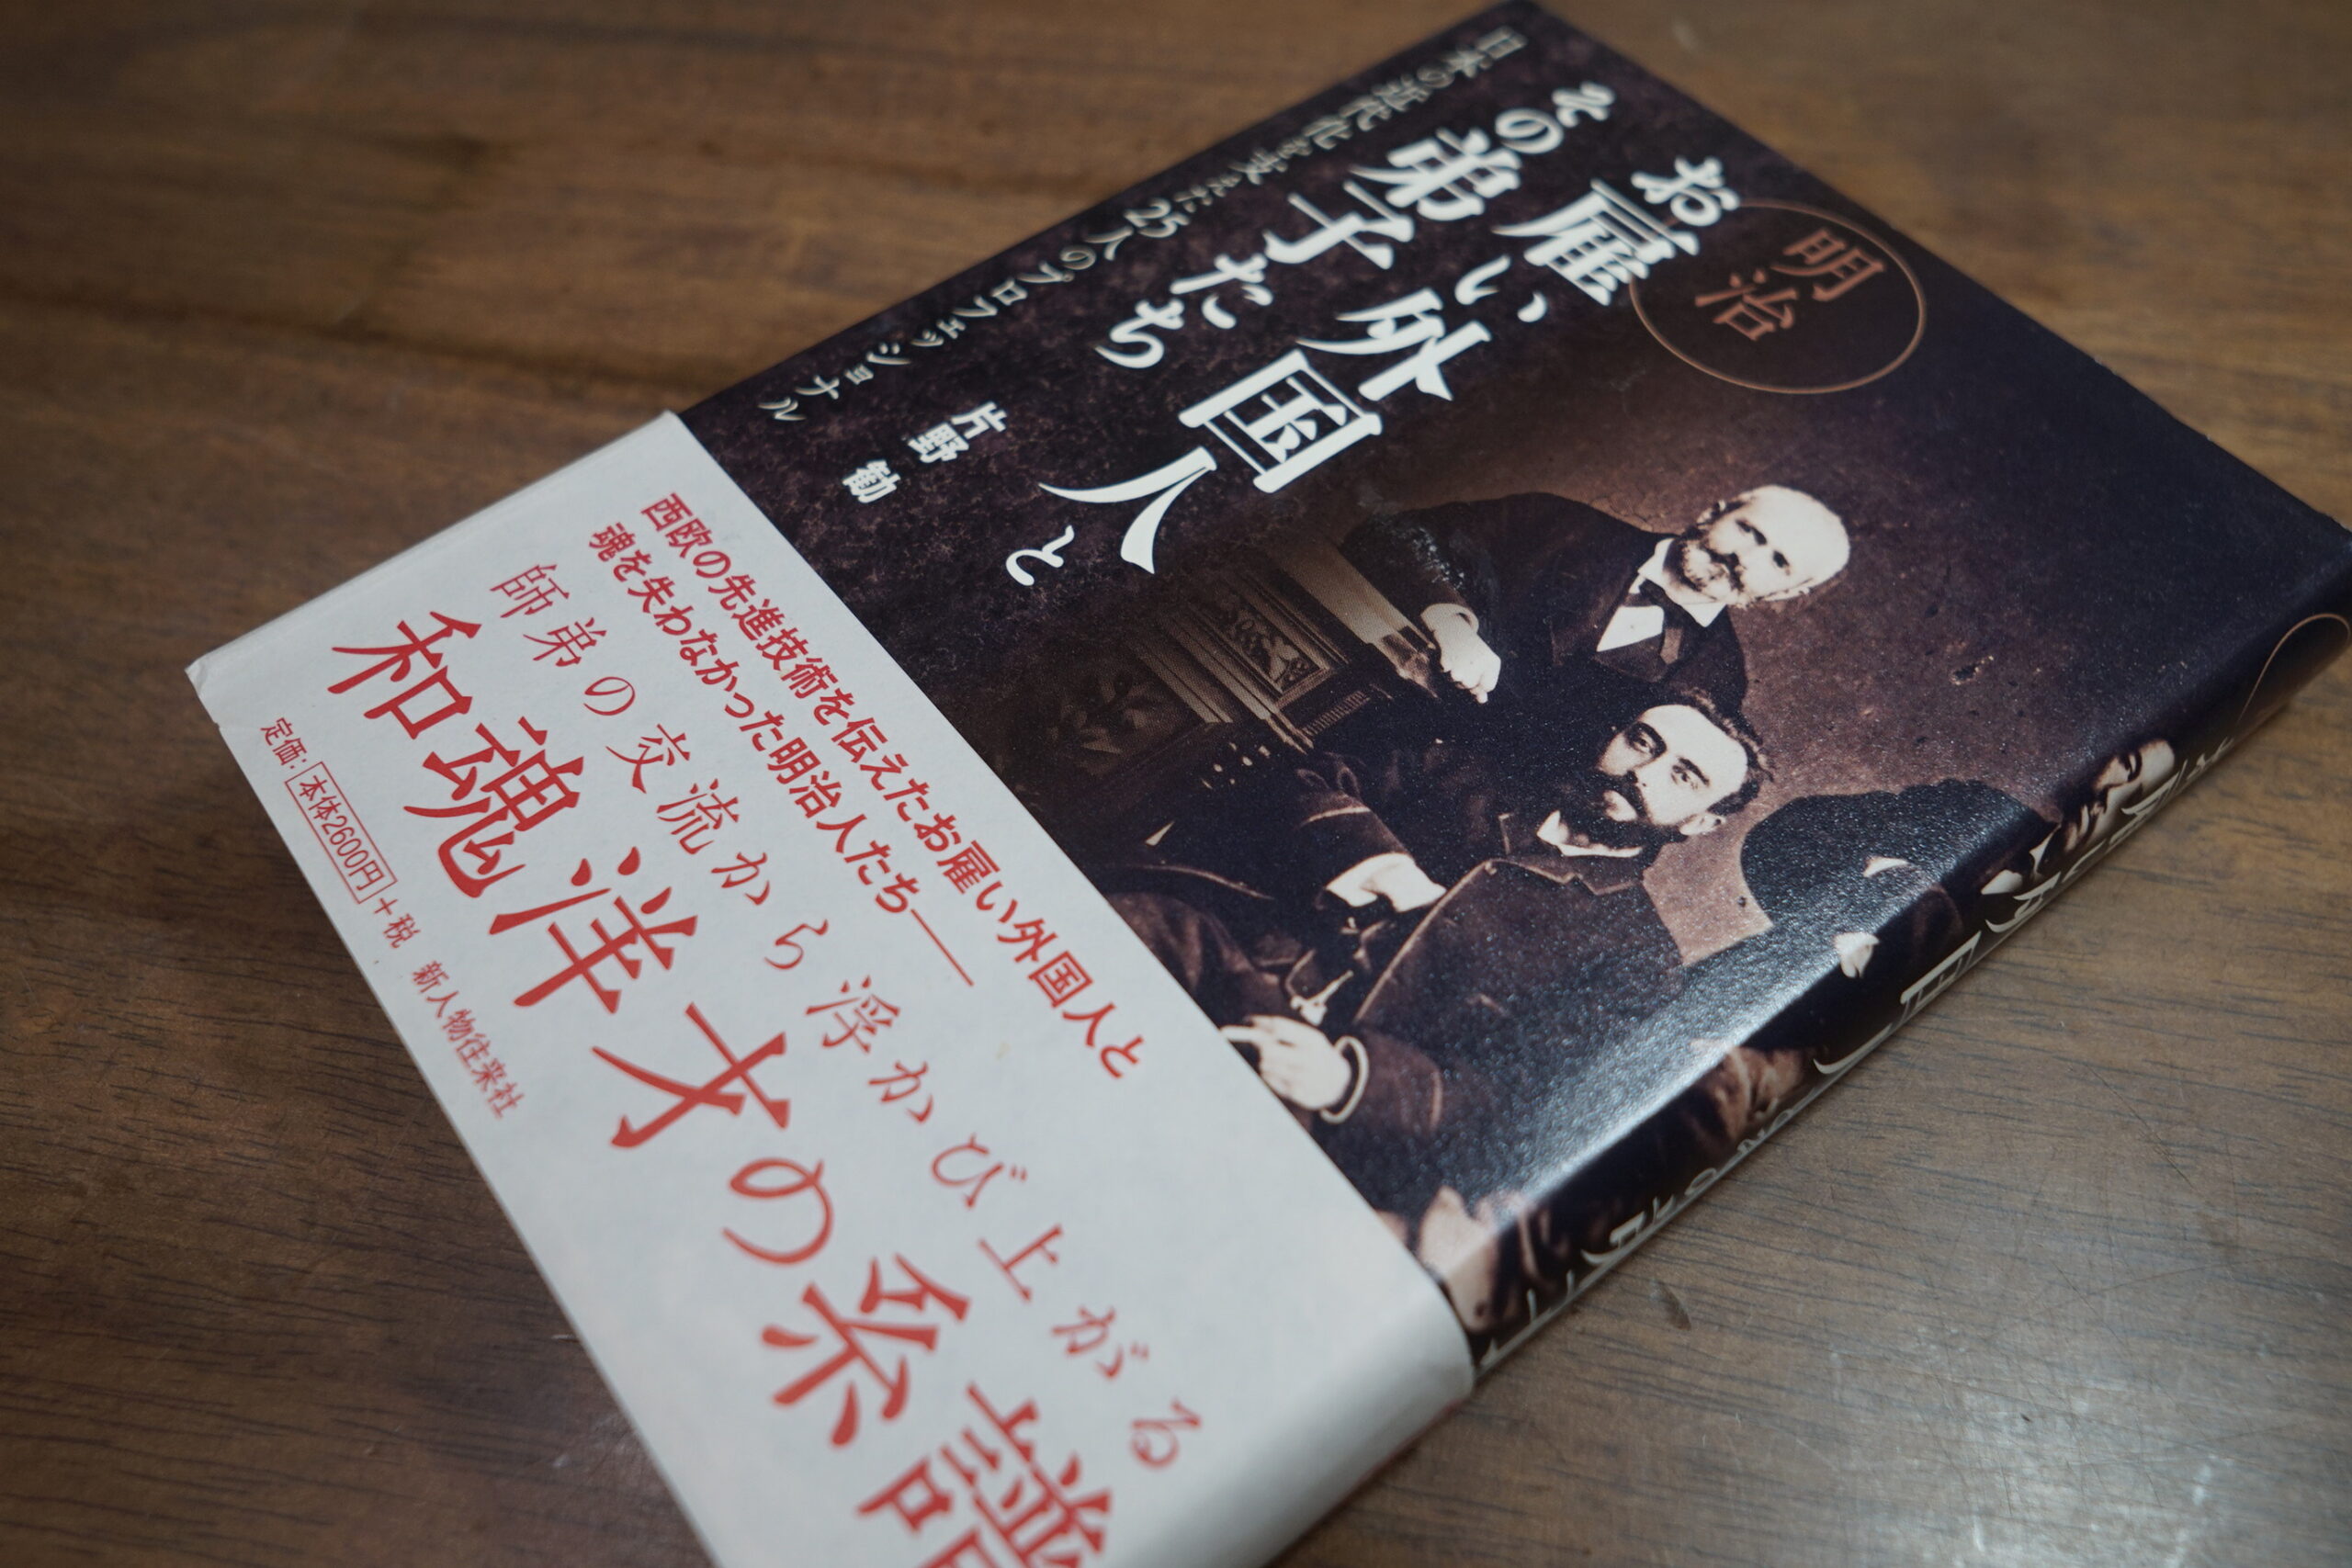 明治
お雇い外国人と
その弟子たち
日本の近代化を支えた25人のプロフェッショナル
片野 勧
西欧の先進技術を伝えたお雇い外国人と
魂を失わなかった明治人たち――
師弟の交流から浮かび上がる
和魂洋才の系譜
定価:本体2600円+税 新人物往来社